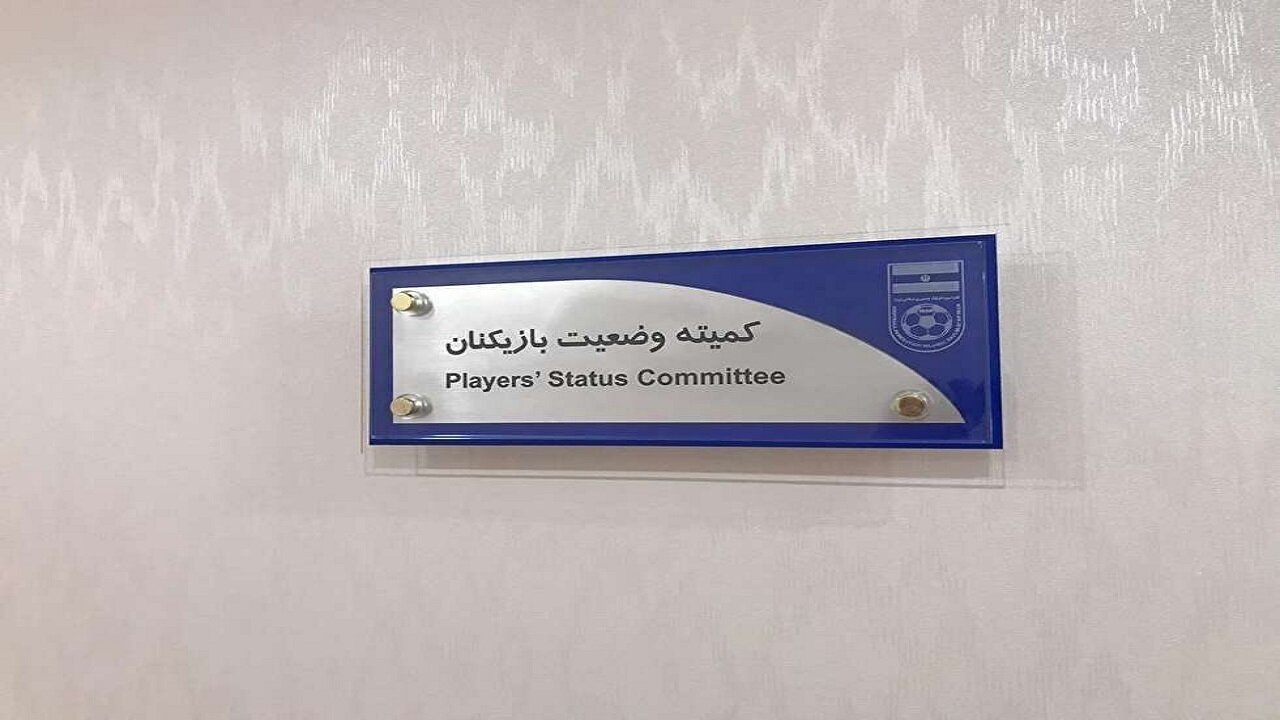 کمیته وضعیت بازیکنان
Players’ Status Committee